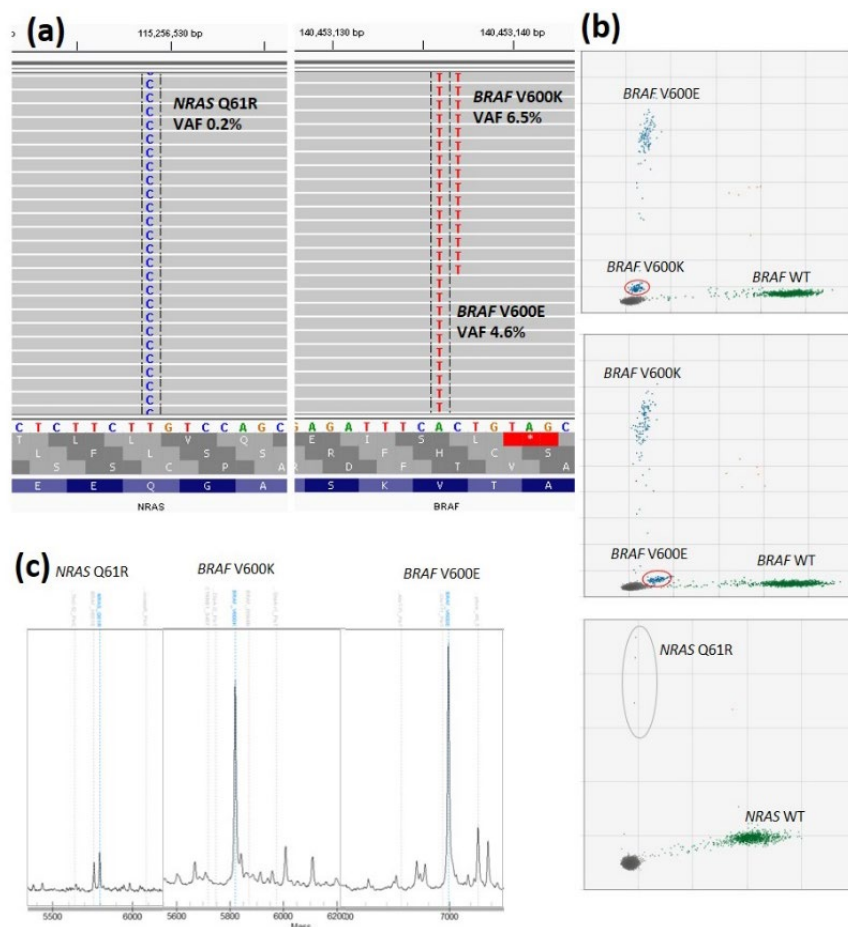 (a)
bp
115,256,530 bp
140,453,130 bp
140,453,140 bp
NRAS Q61R
VAF 0.2%
BRAF V600K
VAF 6.5%
BRAF V600E
VAF 4.6%
C T C T T C T T G T C C A G C
G A G A T T T C A C T G T A G C
T L L V Q
L F L S S
S S C P A
E I S L *
R F H C S
R D F T V A
E E Q G A
S K V T A
NRAS
BRAF
(b)
BRAF V600E
BRAF V600K
BRAF WT
BRAF V600K
BRAF V600E
BRAF WT
NRAS Q61R
NRAS WT
(c)
NRAS Q61R
BRAF V600K
BRAF V600E
5500
6000
5600
5800
6000
6200
7000
Mass